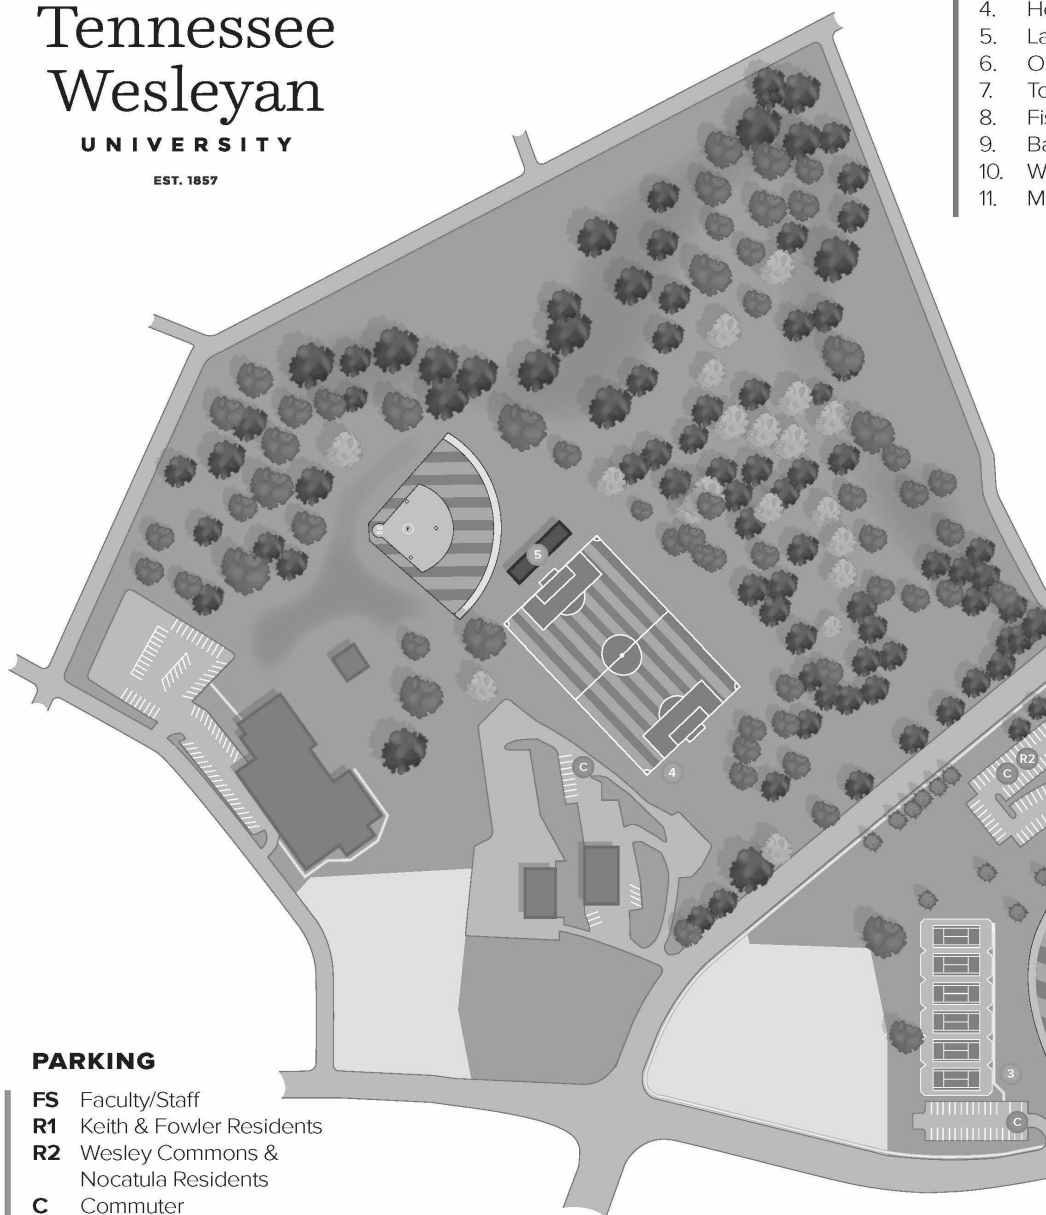 Tennessee
Wesleyan
UNIVERSITY
EST. 1857
4.
5.
6.
7.
8.
9.
10.
11.
5
4
C
R2
C
3
C
PARKING
FS Faculty/Staff
R1 Keith & Fowler Residents
R2 Wesley Commons &
Nocatula Residents
C Commuter